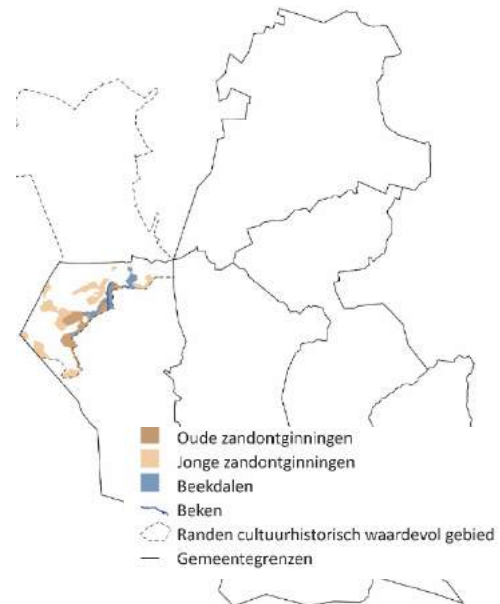 Oude zandontginningen
Jonge zandontginningen
Beekdalen
Beken
Randen cultuurhistorisch waardevol gebied
Gemeentegrenzen